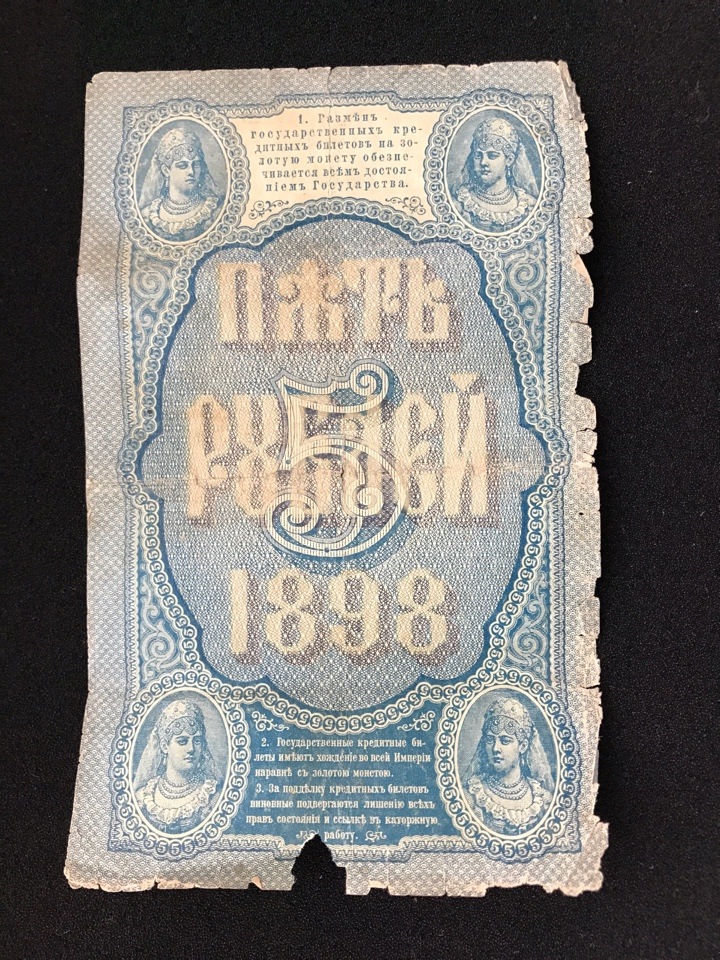 1. Размѣнъ
государственныхъ кре-
дитныхъ билетовъ на зо-
лотую монету обезпе-
чивается всѣмъ достоя-
ніемъ Государства.
ПѦТЬ
РУБЛЕЙ
5
1898
2. Государственные кредитные би-
леты имѣютъ хожденіе во всей Имперіи
наравнѣ съ золотою монетою.
3. За поддѣлку кредитныхъ билетовъ
виновные подвергаются лишенію всѣхъ
правъ состоянія и ссылкѣ въ каторжную
работу.